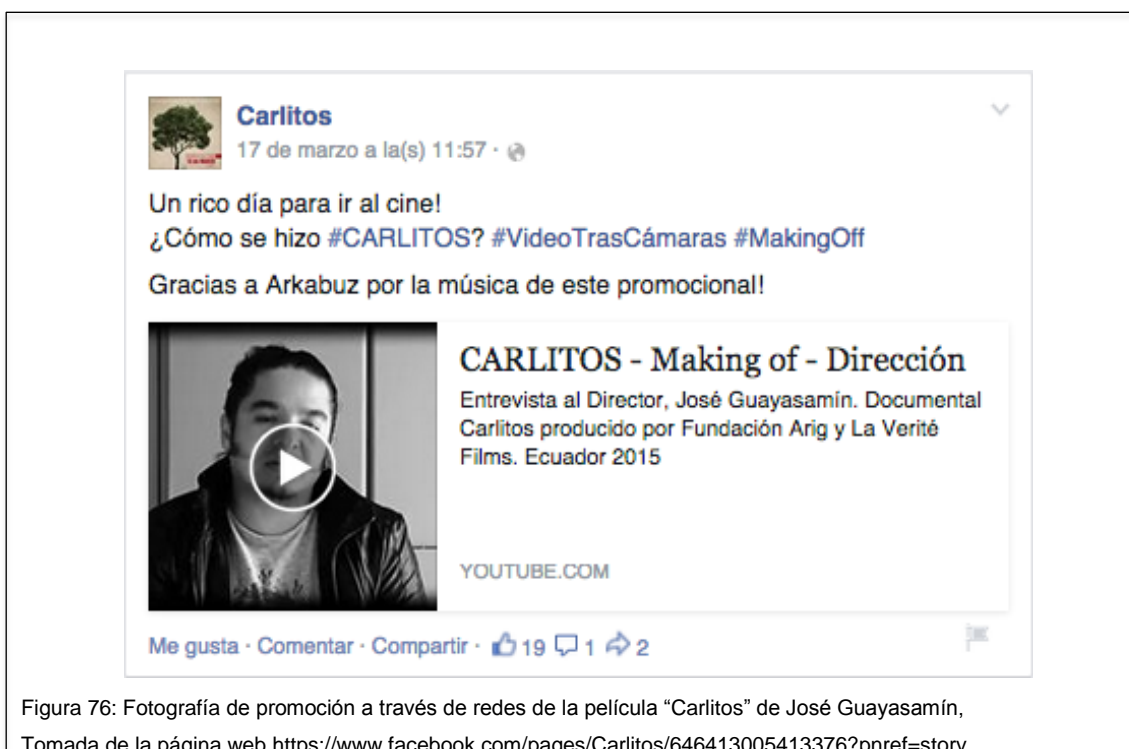 Carlitos
17 de marzo a la(s) 11:57 ·
Un rico día para ir al cine!
¿Cómo se hizo #CARLITOS? #VideoTrasCámaras #MakingOff
Gracias a Arkabuz por la música de este promocional!
CARLITOS - Making of - Dirección
Entrevista al Director, José Guayasamín. Documental
Carlitos producido por Fundación Arig y La Verité
Films. Ecuador 2015
YOUTUBE.COM
Me gusta · Comentar · Compartir · 19 1 2
Figura 76: Fotografía de promoción a través de redes de la película “Carlitos” de José Guayasamín,
Tomada de la página web https://www.facebook.com/pages/Carlitos/646413005413376?pnref=story